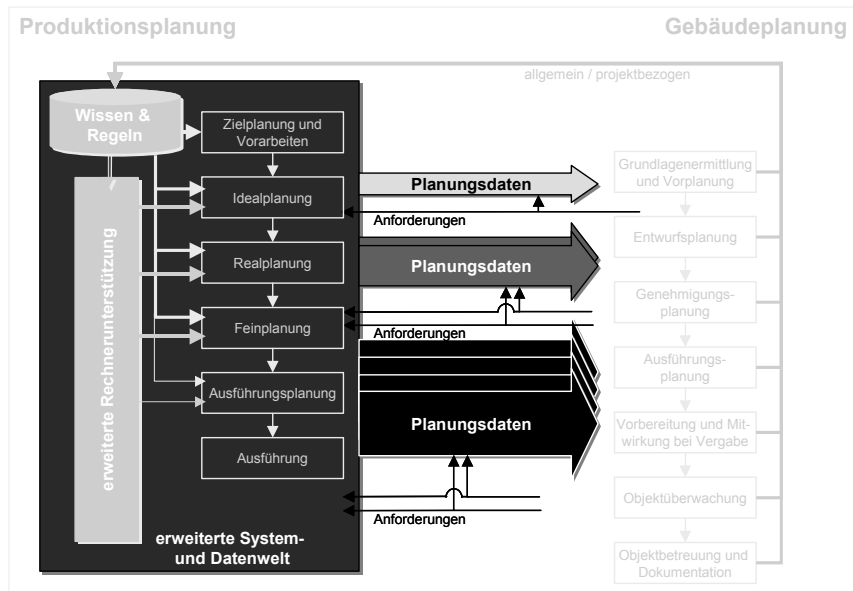 Produktionsplanung
Gebäudeplanung
allgemein / projektbezogen
Wissen &
Regeln
erweiterte Rechnerunterstützung
Zielplanung und
Vorarbeiten
Idealplanung
Realplanung
Feinplanung
Ausführungsplanung
Ausführung
erweiterte System-
und Datenwelt
Planungsdaten
Anforderungen
Planungsdaten
Anforderungen
Planungsdaten
Anforderungen
Grundlagenermittlung
und Vorplanung
Entwurfsplanung
Genehmigungs-
planung
Ausführungs-
planung
Vorbereitung und Mit-
wirkung bei Vergabe
Objektüberwachung
Objektbetreuung und
Dokumentation